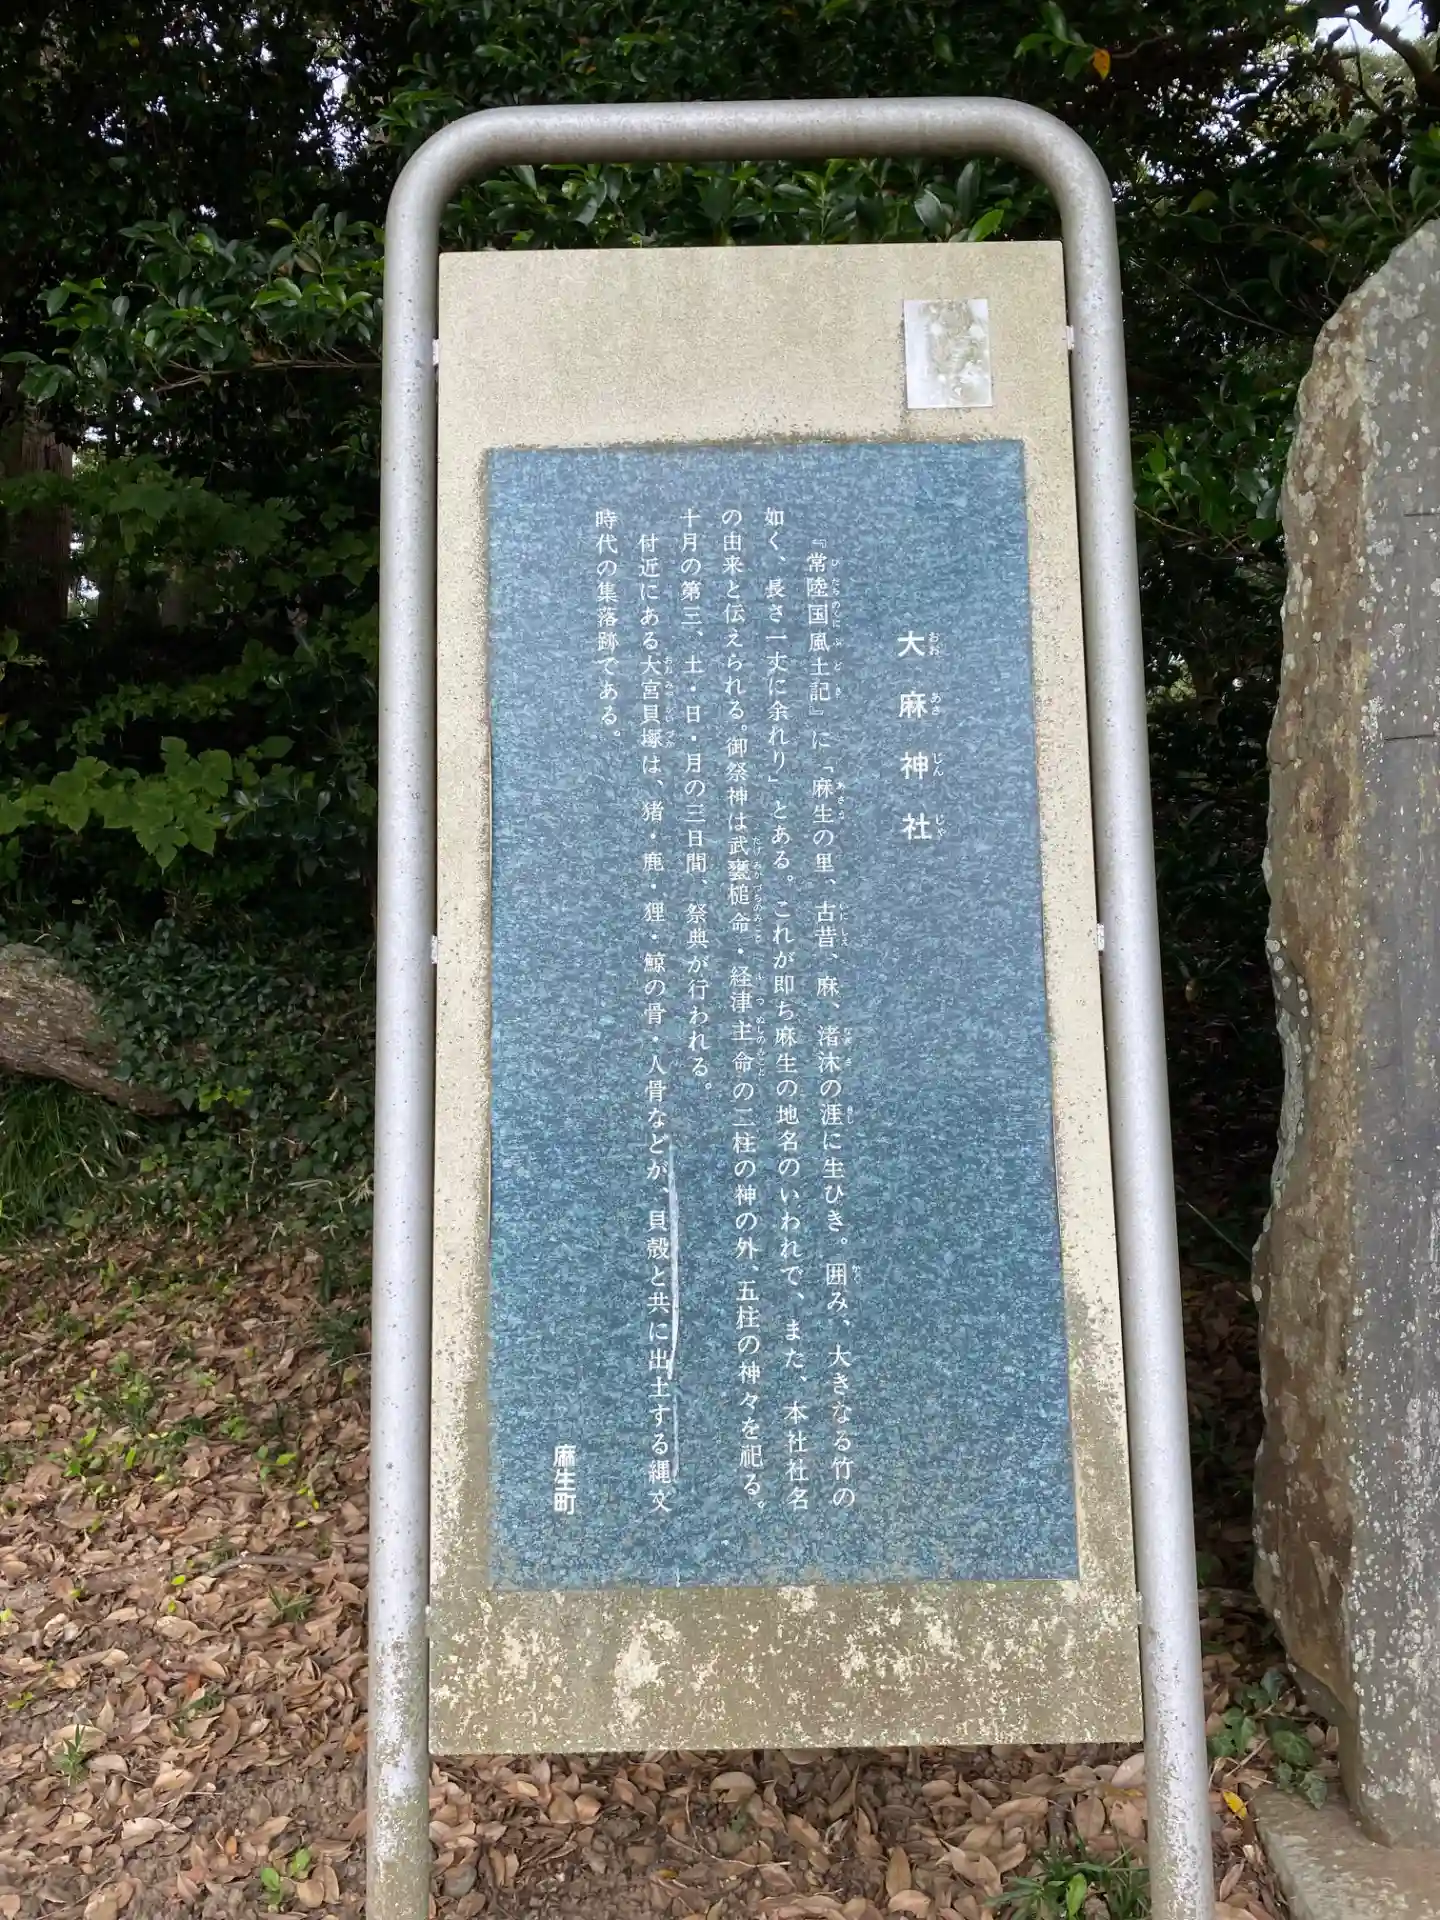 大麻神社
『常陸国風土記』に「麻生の里、古昔、麻、渚沐の涯に生ひき。囲み、大きなる竹の
如く、長さ一丈に余れり」とある。これが即ち麻生の地名のいわれで、また、本社社名
の由来と伝えられる。御祭神は武甕槌命・経津主命の二柱の神の外、五柱の神々を祀る。
十月の第三、土・日・月の三日間、祭典が行われる。
付近にある大宮貝塚は、猪・鹿・狸・鯨の骨・人骨などが、貝殻と共に出土する縄文
時代の集落跡である。
麻生町